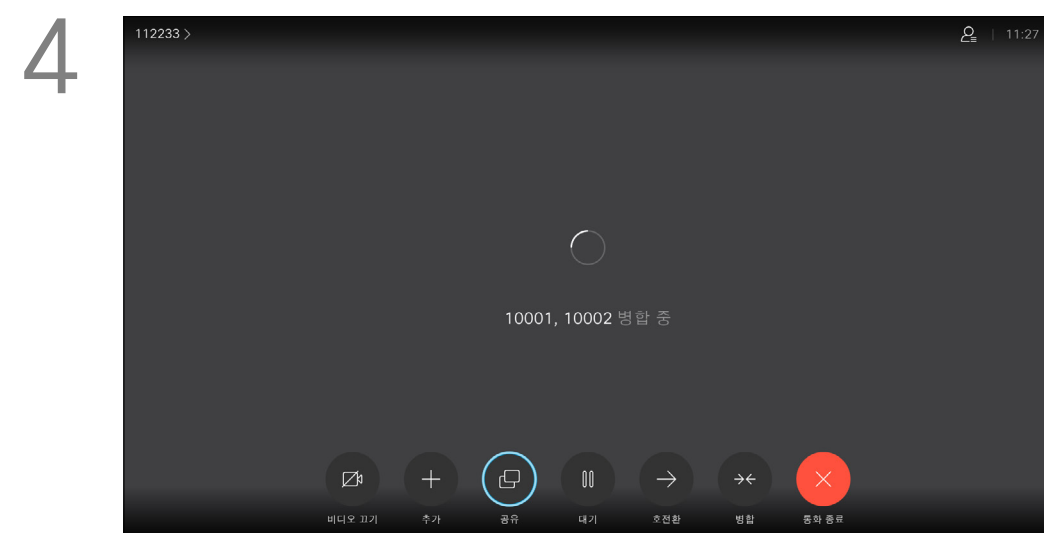 4
112233 >
11:27
10001, 10002 병합 중
비디오 끄기 추가 공유 대기 호전환 병합 통화 종료